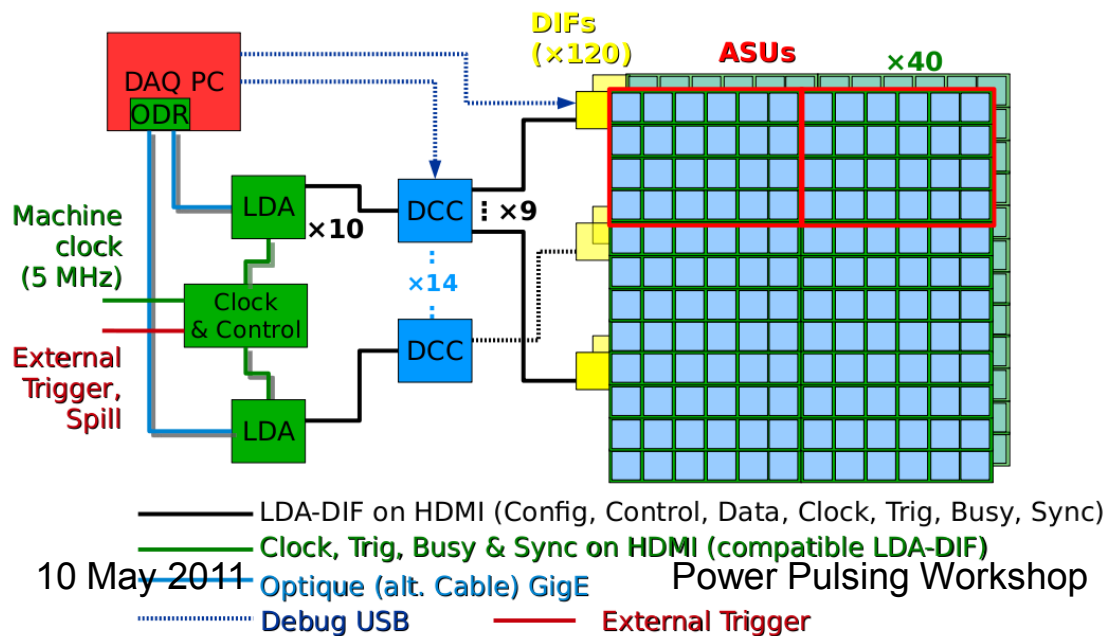 DIFs
(×120)
ASUs
×40
DAQ PC
ODR
LDA
×10
DCC
⋮ ×9
Machine
clock
(5 MHz)
Clock
& Control
×14
External
Trigger,
Spill
DCC
LDA
LDA-DIF on HDMI (Config, Control, Data, Clock, Trig, Busy, Sync)
Clock, Trig, Busy & Sync on HDMI (compatible LDA-DIF)
10 May 2011
Optique (alt. Cable) GigE
Power Pulsing Workshop
Debug USB
External Trigger